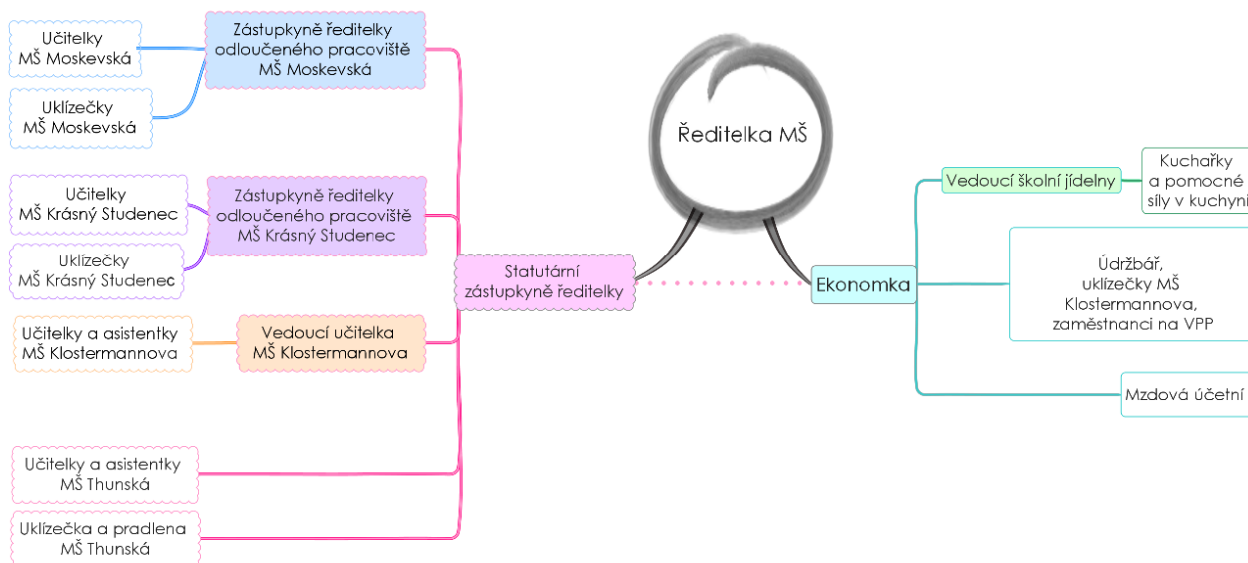 Učitelky
MŠ Moskevská
Uklízečky
MŠ Moskevská
Zástupkyně ředitelky
odloučeného pracoviště
MŠ Moskevská
Učitelky
MŠ Krásný Studenec
Uklízečky
MŠ Krásný Studenec
Zástupkyně ředitelky
odloučeného pracoviště
MŠ Krásný Studenec
Učitelky a asistentky
MŠ Klostermannova
Vedoucí učitelka
MŠ Klostermannova
Učitelky a asistentky
MŠ Thunská
Uklízečka a pradlena
MŠ Thunská
Statutární
zástupkyně ředitelky
Ředitelka MŠ
Ekonomka
Vedoucí školní jídelny
Kuchařky
a pomocné
síly v kuchyni
Údržbář,
uklízečky MŠ
Klostermannova,
zaměstnanci na VPP
Mzdová účetní